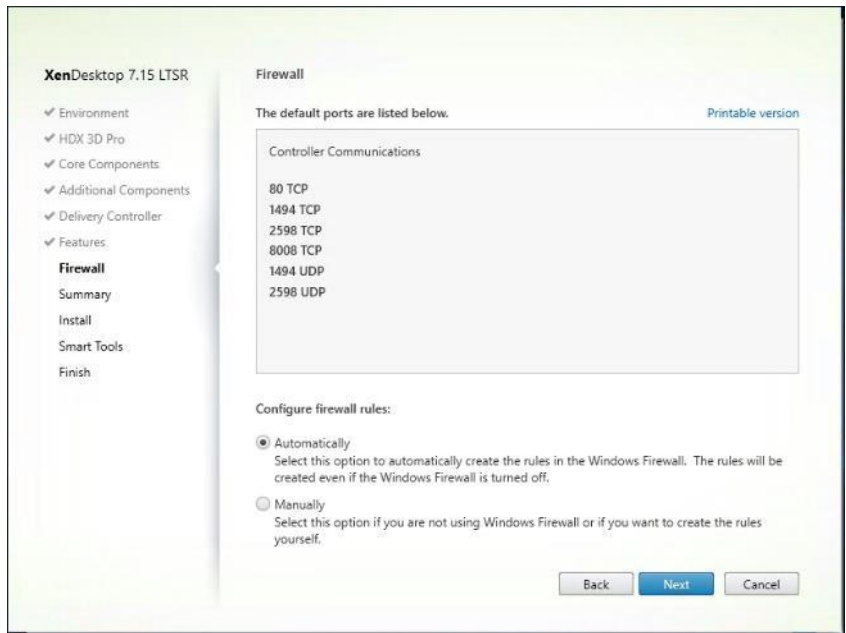 XenDesktop 7.15 LTSR
Environment
HDX 3D Pro
Core Components
Additional Components
Delivery Controller
Features
Firewall
Summary
Install
Smart Tools
Finish
Firewall
The default ports are listed below.
Printable version
Controller Communications
80 TCP
1494 TCP
2598 TCP
8008 TCP
1494 UDP
2598 UDP
Configure firewall rules:
Automatically
Select this option to automatically create the rules in the Windows Firewall. The rules will be
created even if the Windows Firewall is turned off.
Manually
Select this option if you are not using Windows Firewall or if you want to create the rules
yourself.
Back
Next
Cancel